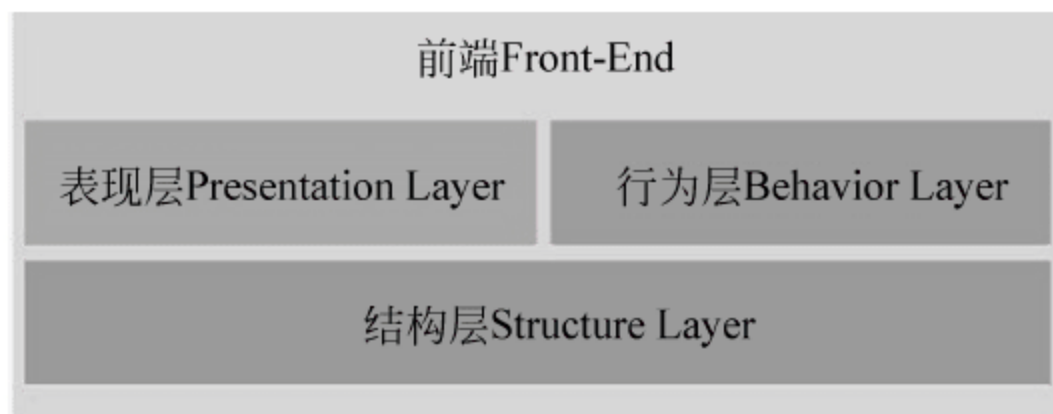 前端Front-End
表现层Presentation Layer
行为层Behavior Layer
结构层Structure Layer